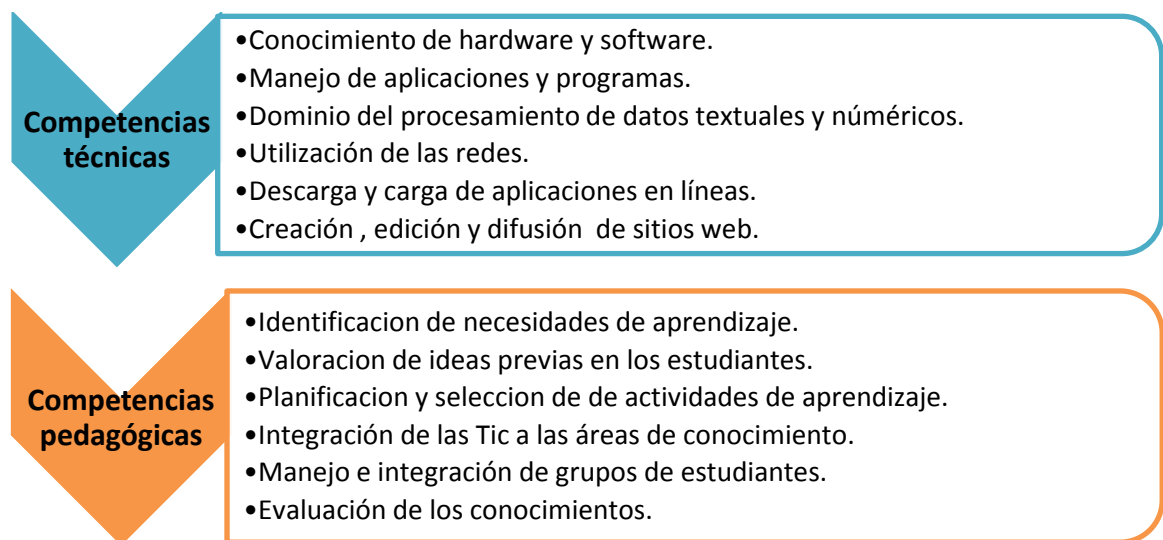 Competencias
técnicas
•Conocimiento de hardware y software.
•Manejo de aplicaciones y programas.
•Dominio del procesamiento de datos textuales y numéricos.
•Utilización de las redes.
•Descarga y carga de aplicaciones en líneas.
•Creación , edición y difusión  de sitios web.
Competencias
pedagógicas
•Identificacion de necesidades de aprendizaje.
•Valoracion de ideas previas en los estudiantes.
•Planificacion y seleccion de de actividades de aprendizaje.
•Integración de las Tic a las áreas de conocimiento.
•Manejo e integración de grupos de estudiantes.
•Evaluación de los conocimientos.